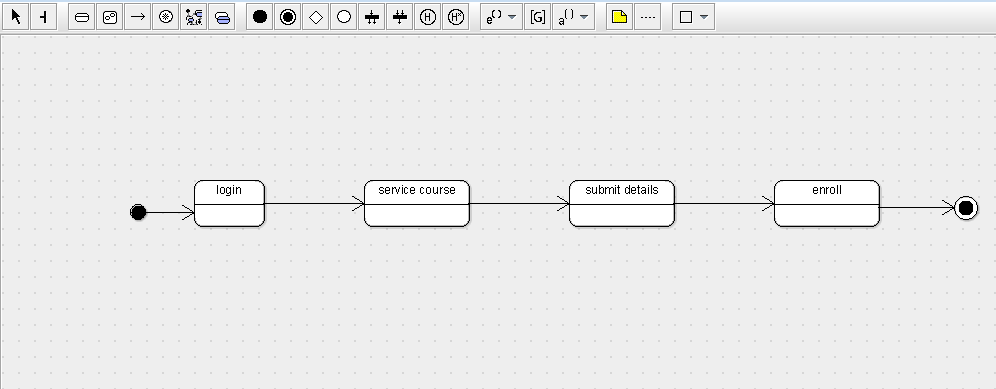 H H*
e() [G] a()
login service course submit details enroll